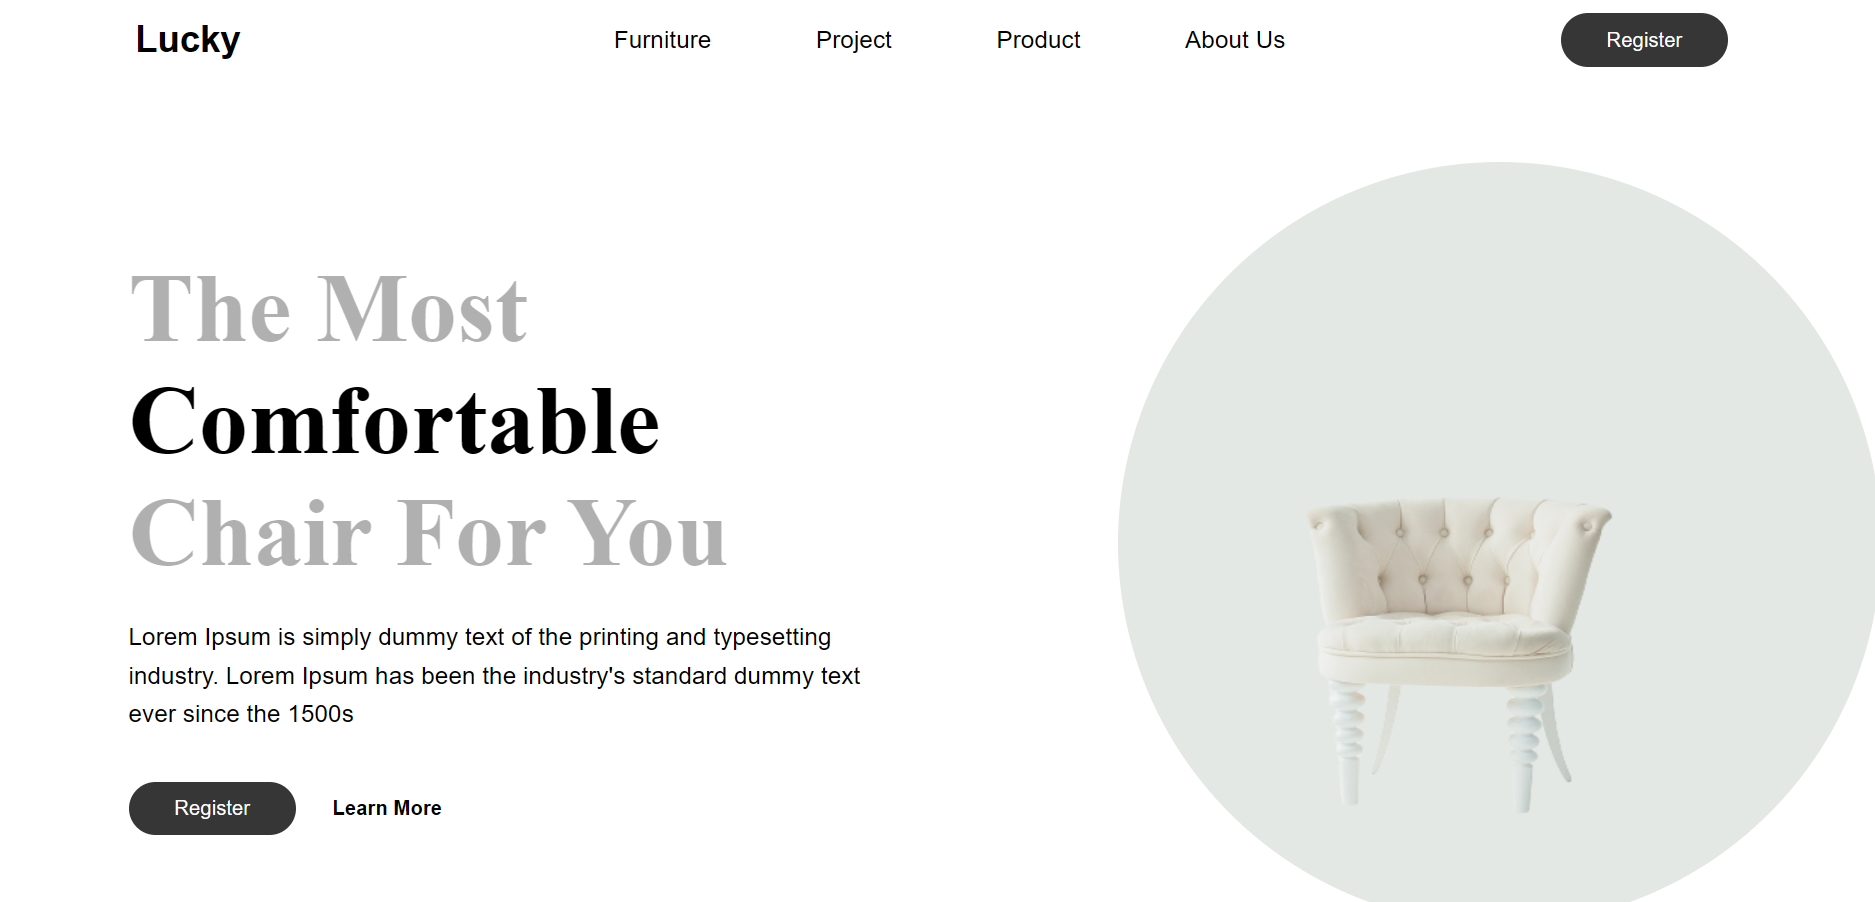 Lucky
Furniture
Project
Product
About Us
Register
The Most
Comfortable
Chair For You
Lorem Ipsum is simply dummy text of the printing and typesetting
industry. Lorem Ipsum has been the industry's standard dummy text
ever since the 1500s
Register
Learn More